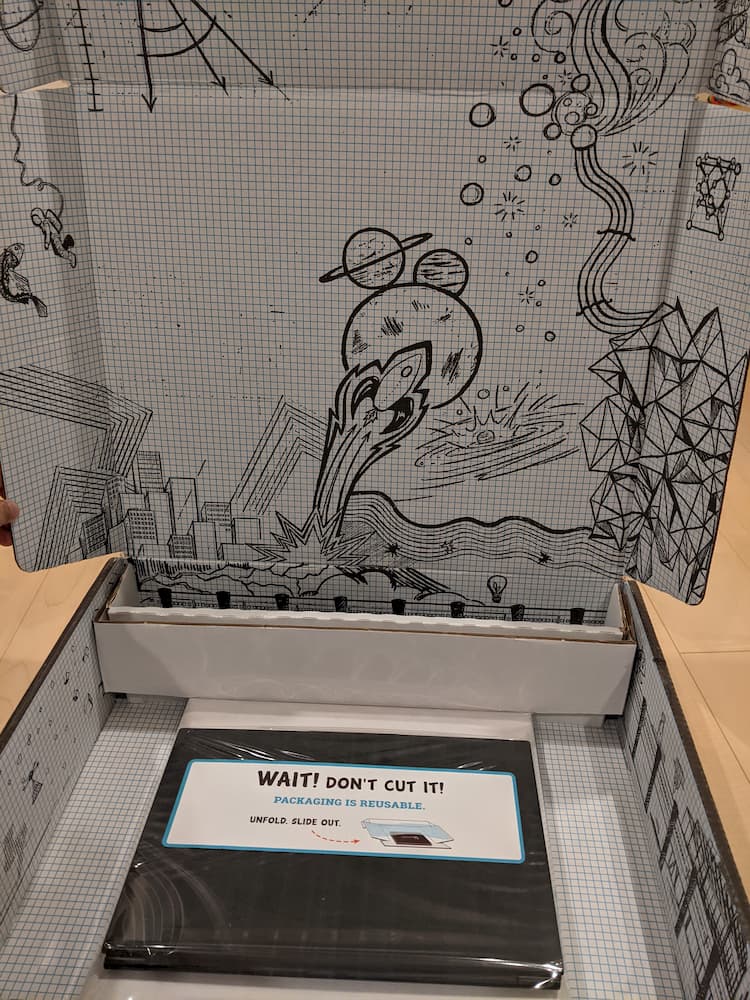 WAIT! DON'T CUT IT!
PACKAGING IS REUSABLE.
UNFOLD. SLIDE OUT.